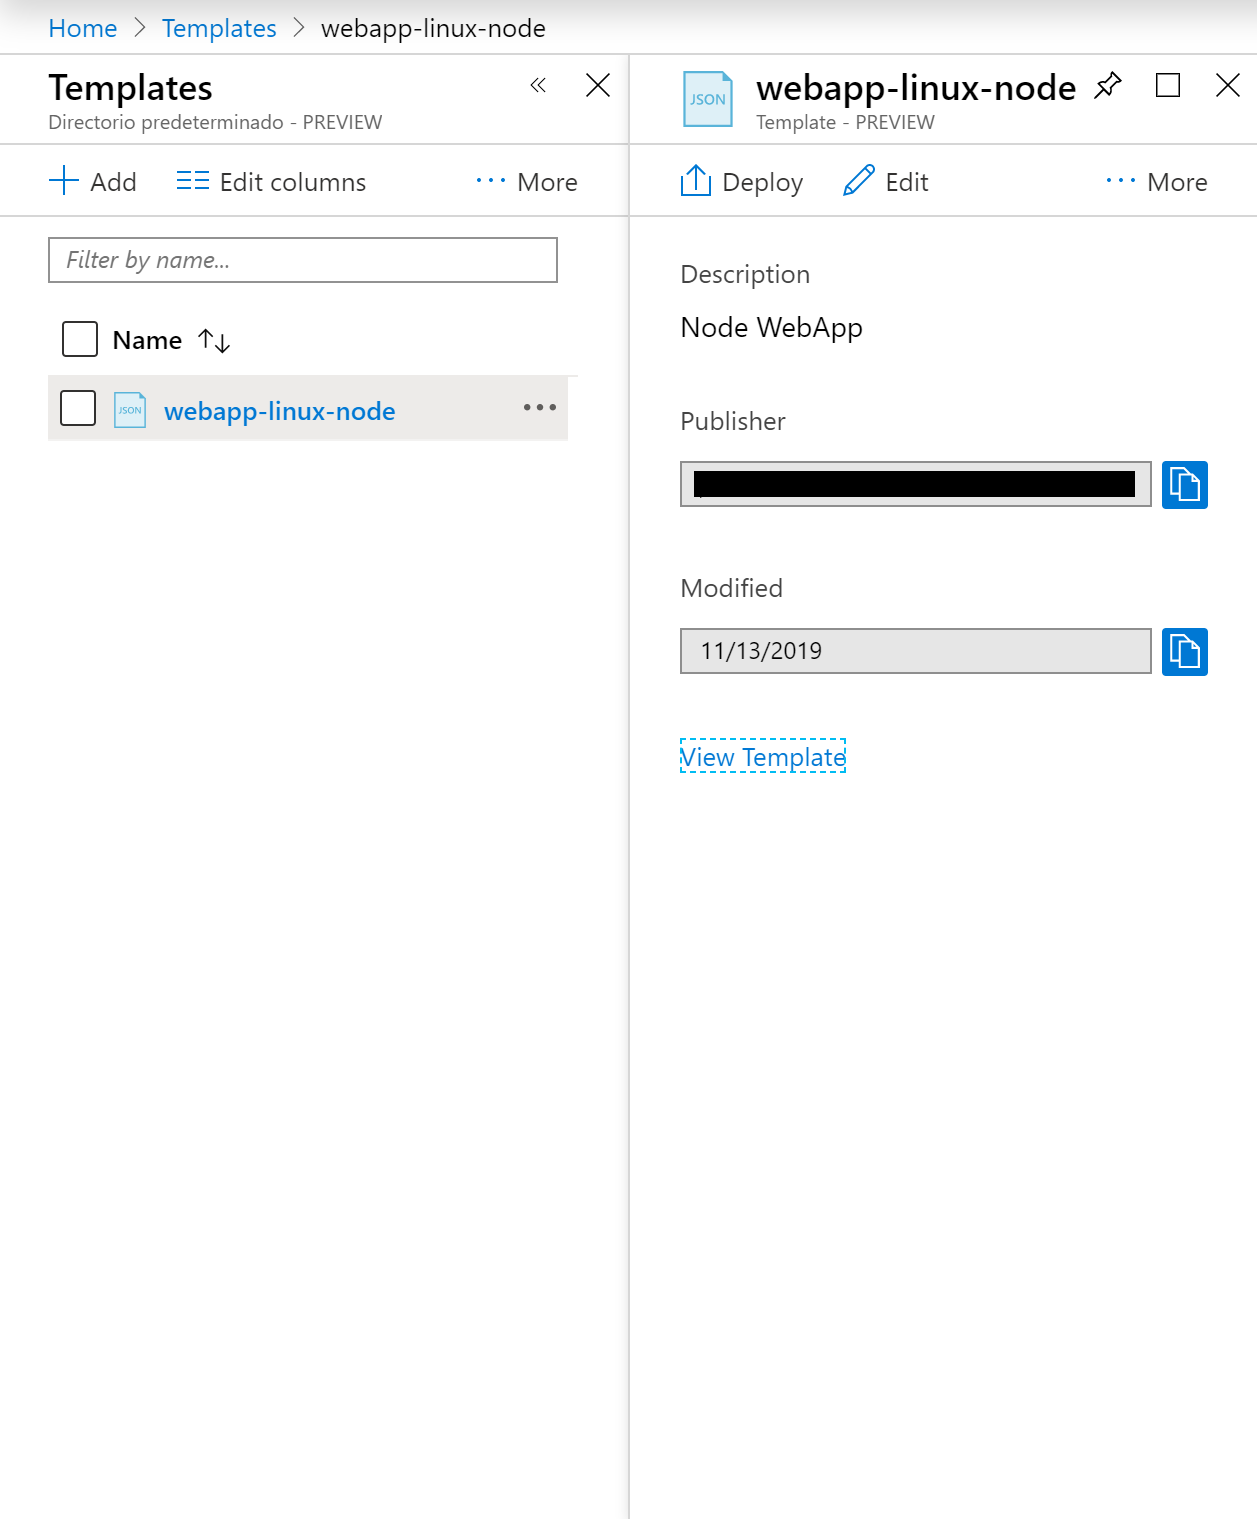 Home > Templates > webapp-linux-node
Templates
Directorio predeterminado - PREVIEW
Add
Edit columns
More
Filter by name...
Name
JSON
webapp-linux-node
JSON
webapp-linux-node
Template - PREVIEW
Deploy
Edit
More
Description
Node WebApp
Publisher
Modified
11/13/2019
View Template